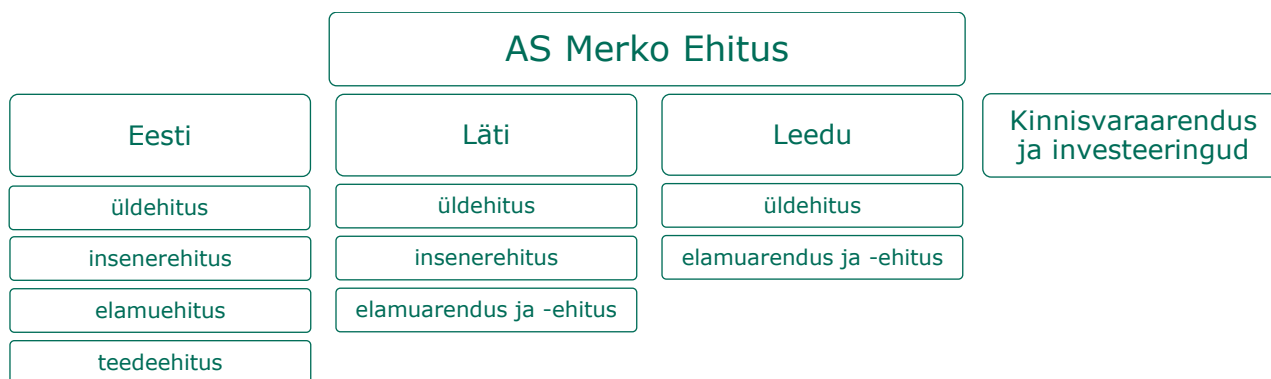 AS Merko Ehitus
Eesti
üldehitus
insenerehitus
elamuehitus
teedeehitus
Läti
üldehitus
insenerehitus
elamuarendus ja -ehitus
Leedu
üldehitus
elamuarendus ja -ehitus
Kinnisvaraarendus
ja investeeringud